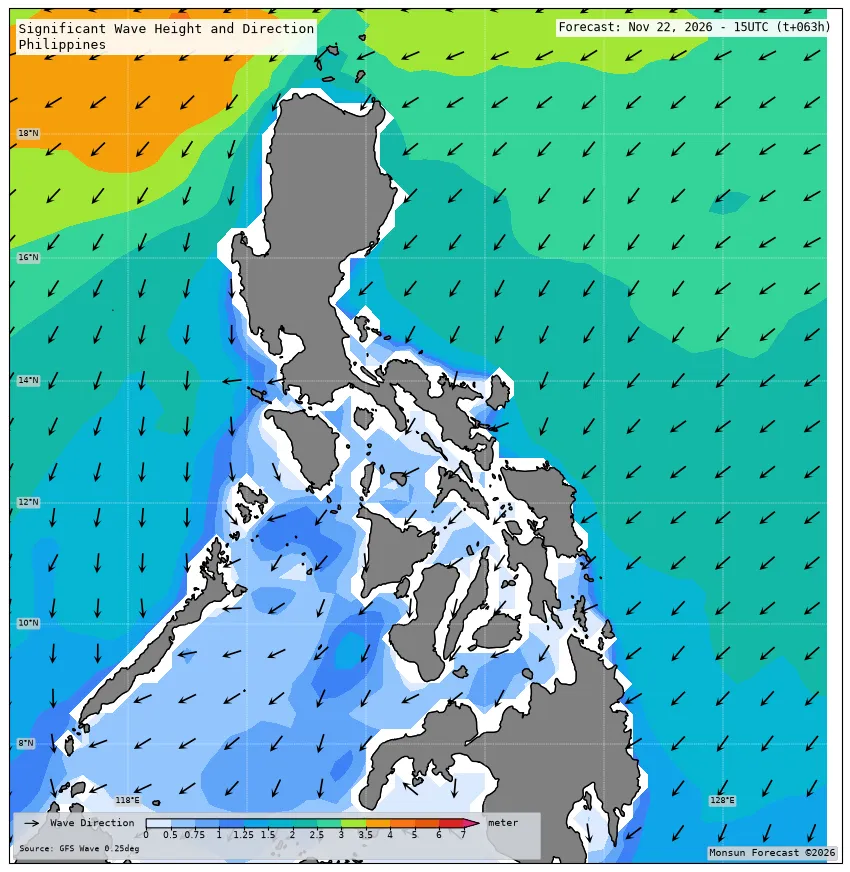 Significant Wave Height and Direction
Philippines
Forecast: Nov 22, 2026 - 15UTC (t+063h)
18°N
16°N
14°N
12°N
10°N
8°N
118°E
128°E
Wave Direction
meter
0 0.5 0.75 1 1.25 1.5 2 2.5 3 3.5 4 5 6 7
Source: GFS Wave 0.25deg
Monsun Forecast ©2026